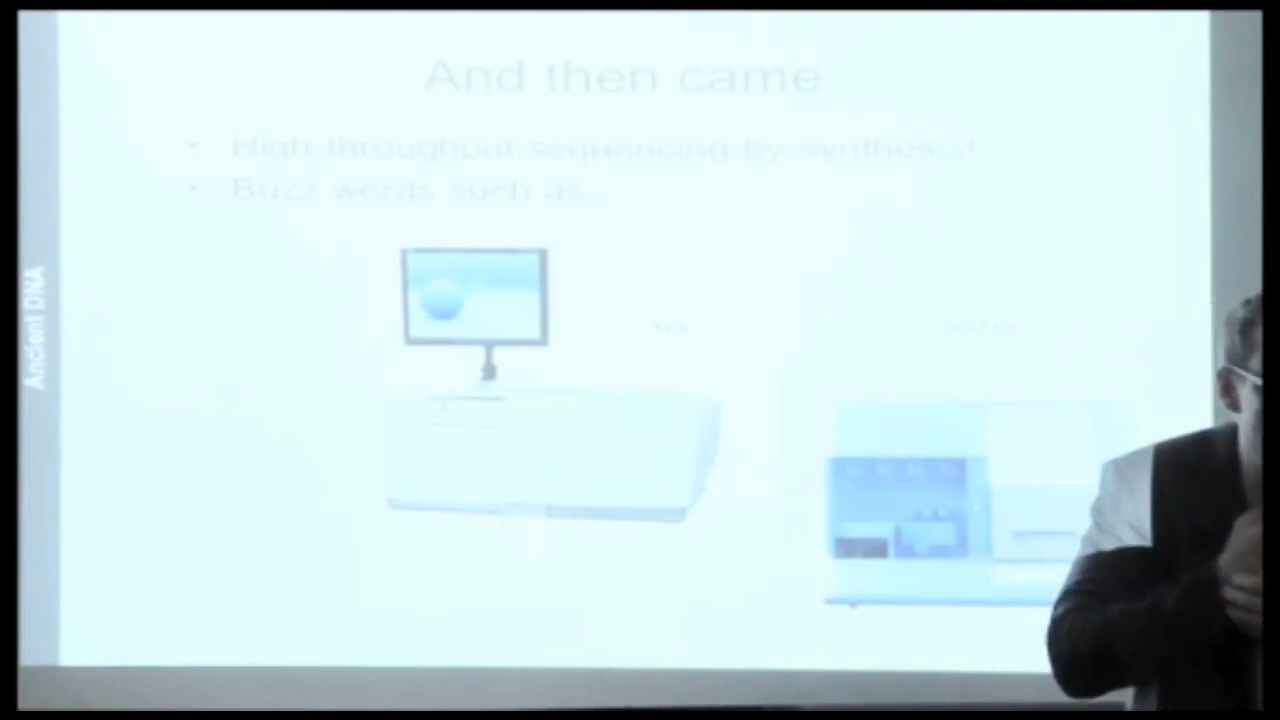 And then came
• High-throughput sequencing-by-synthesis!
• Buzz words such as..
Ancient DNA